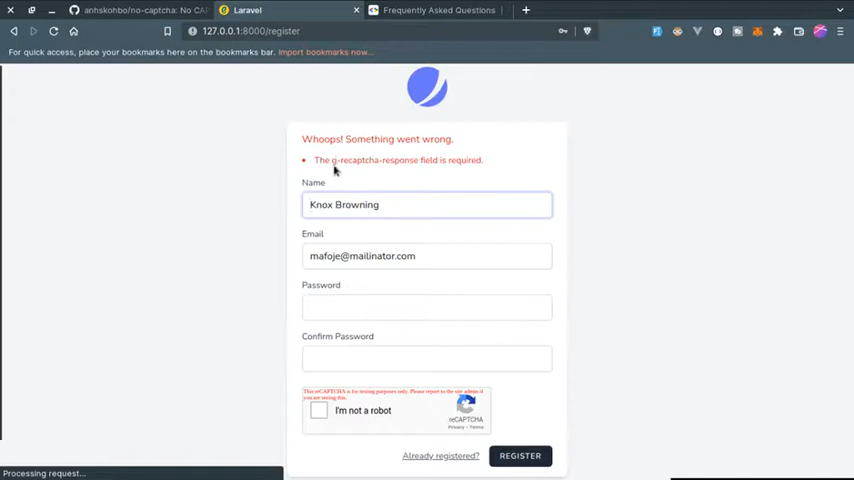 anhskohbo/no-captcha: No CAP
Laravel
Frequently Asked Questions
127.0.0.1:8000/register
For quick access, place your bookmarks here on the bookmarks bar. Import bookmarks now...
Whoops! Something went wrong.
The g-recaptcha-response field is required.
Name
Knox Browning
Email
mafoje@mailinator.com
Password
Confirm Password
This reCAPTCHA is for testing purposes only. Please report to the site admin if
you are seeing this.
I'm not a robot
reCAPTCHA
Privacy - Terms
Already registered?
REGISTER
Processing request...